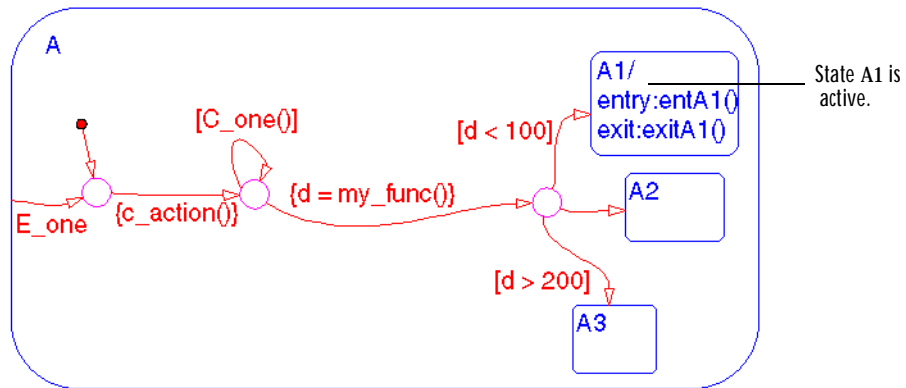 A
A1/
entry:entA1()
exit:exitA1()
State A1 is
active.
[C_one()]
[d < 100]
E_one
{c_action()}
{d = my_func()}
A2
[d > 200]
A3